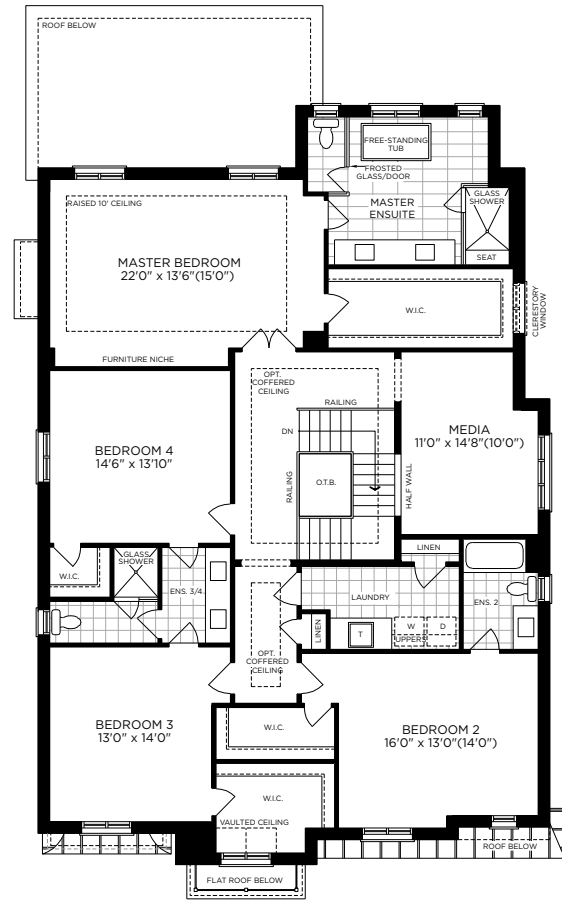 ROOF BELOW
FREE-STANDING
TUB
FROSTED
GLASS/DOOR
MASTER
ENSUITE
GLASS
SHOWER
SEAT
RAISED 10' CEILING
MASTER BEDROOM
22'0" x 13'6"(15'0")
W.I.C.
CLERESTORY
WINDOW
FURNITURE NICHE
OPT.
COFFERED
CEILING
RAILING
DN
O.T.B.
RAILING
HALF WALL
MEDIA
11'0" x 14'8"(10'0")
BEDROOM 4
14'6" x 13'10"
W.I.C.
GLASS
SHOWER
ENS. 3/4
LINEN
LAUNDRY
ENS. 2
LINEN
T
W
D
UPPERS
OPT.
COFFERED
CEILING
BEDROOM 3
13'0" x 14'0"
W.I.C.
BEDROOM 2
16'0" x 13'0"(14'0")
W.I.C.
VAULTED CEILING
ROOF BELOW
FLAT ROOF BELOW